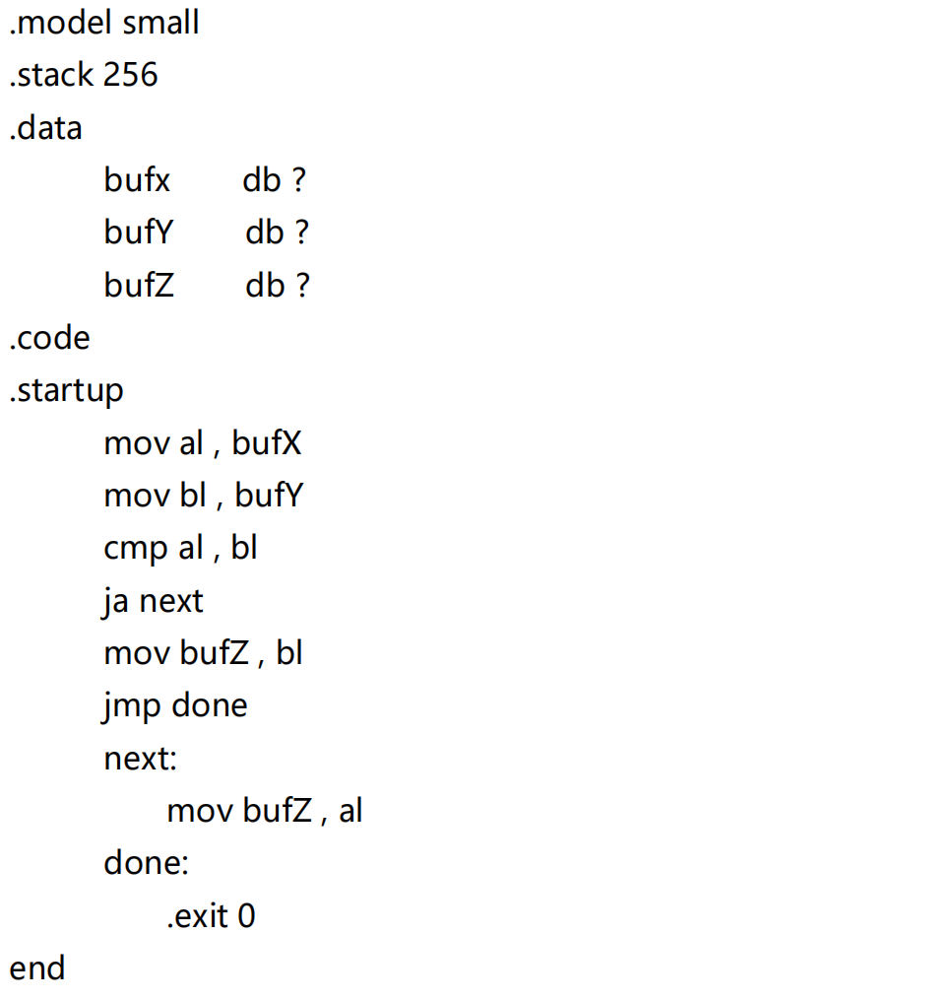 .model small
.stack 256
.data
bufx db ?
bufY db ?
bufZ db ?
.code
.startup
mov al , bufX
mov bl , bufY
cmp al , bl
ja next
mov bufZ , bl
jmp done
next:
mov bufZ , al
done:
.exit 0
end